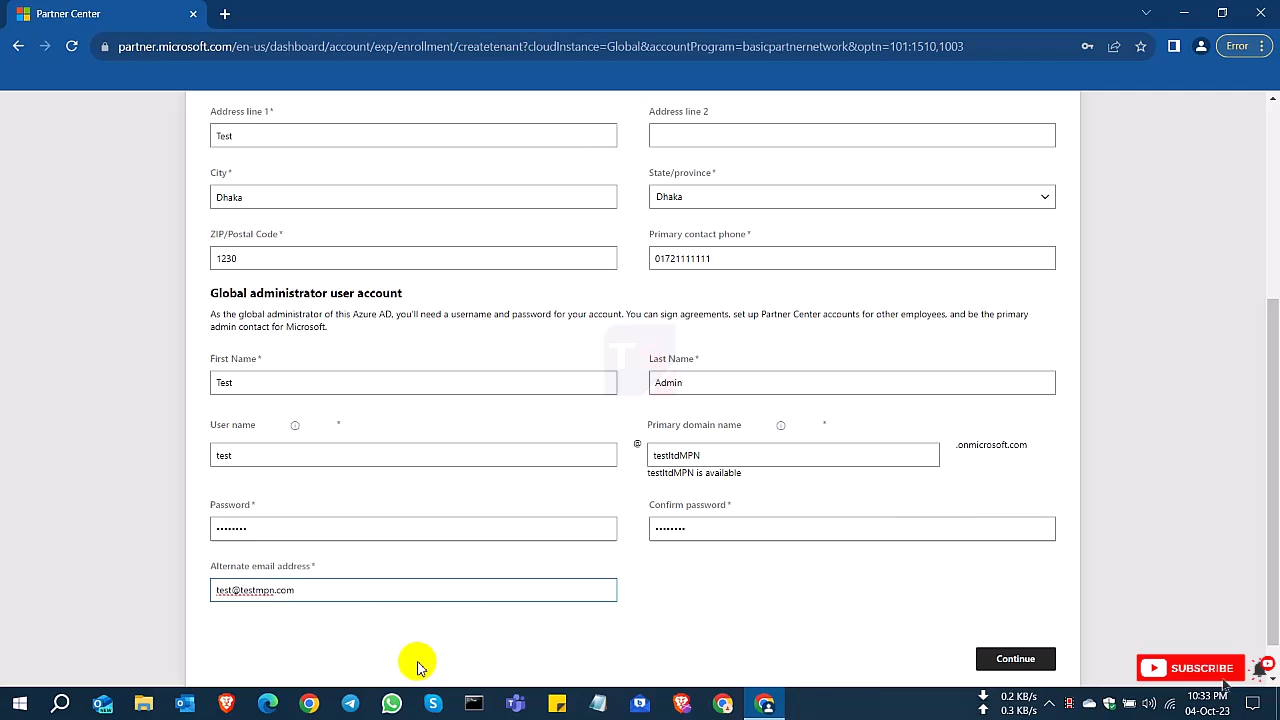 Partner Center
partner.microsoft.com/en-us/dashboard/account/exp/enrollment/createtenant?cloudInstance=Global&accountProgram=basicpartnernetwork&optn=101:1510,1003
Error
Address line 1*
Address line 2
Test
City*
State/province*
Dhaka
Dhaka
ZIP/Postal Code*
Primary contact phone*
1230
01721111111
Global administrator user account
As the global administrator of this Azure AD, you'll need a username and password for your account. You can sign agreements, set up Partner Center accounts for other employees, and be the primary
admin contact for Microsoft.
First Name*
Last Name*
Test
Admin
User name *
Primary domain name *
test
@
testltdMPN
.onmicrosoft.com
testltdMPN is available
Password*
Confirm password*
••••••••
••••••••
Alternate email address*
test@testmpn.com
Continue
SUBSCRIBE
0.2 KB/s
0.3 KB/s
10:33 PM
04-Oct-23